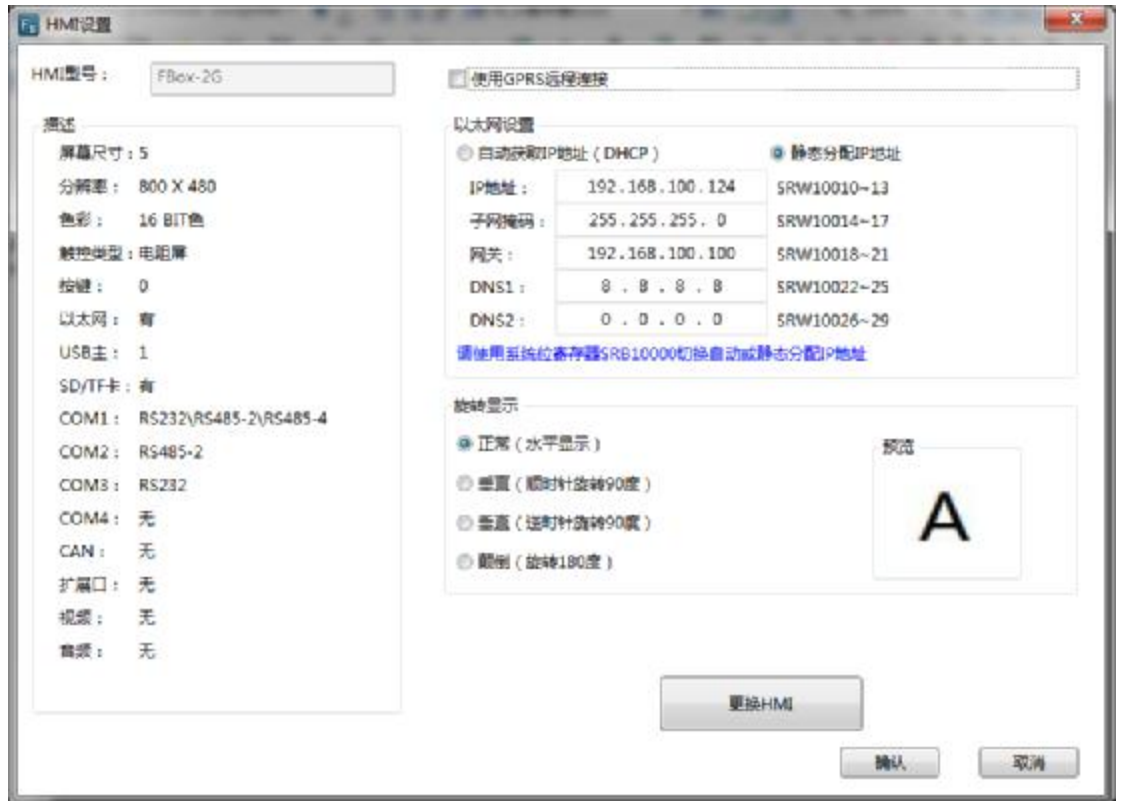 Fs HMI设置
HMI型号：
FBox-2G
描述
屏幕尺寸：5
分辨率： 800 X 480
色彩： 16 BIT色
触控类型：电阻屏
按键： 0
以太网： 有
USB主： 1
SD/TF卡：有
COM1： RS232\RS485-2\RS485-4
COM2： RS485-2
COM3： RS232
COM4： 无
CAN： 无
扩展口： 无
视频： 无
音频： 无
使用GPRS远程连接
以太网设置
自动获取IP地址（DHCP） 静态分配IP地址
IP地址： 192.168.100.124 SRW10010~13
子网掩码： 255.255.255. 0 SRW10014~17
网关： 192.168.100.100 SRW10018~21
DNS1： 8 . 8 . 8 . 8 SRW10022~25
DNS2： 0 . 0 . 0 . 0 SRW10026~29
请使用系统位寄存器SRB10000切换自动或静态分配IP地址
旋转显示
正常（水平显示）
垂直（顺时针旋转90度）
垂直（逆时针旋转90度）
颠倒（旋转180度）
预览
A
更换HMI
确认 取消